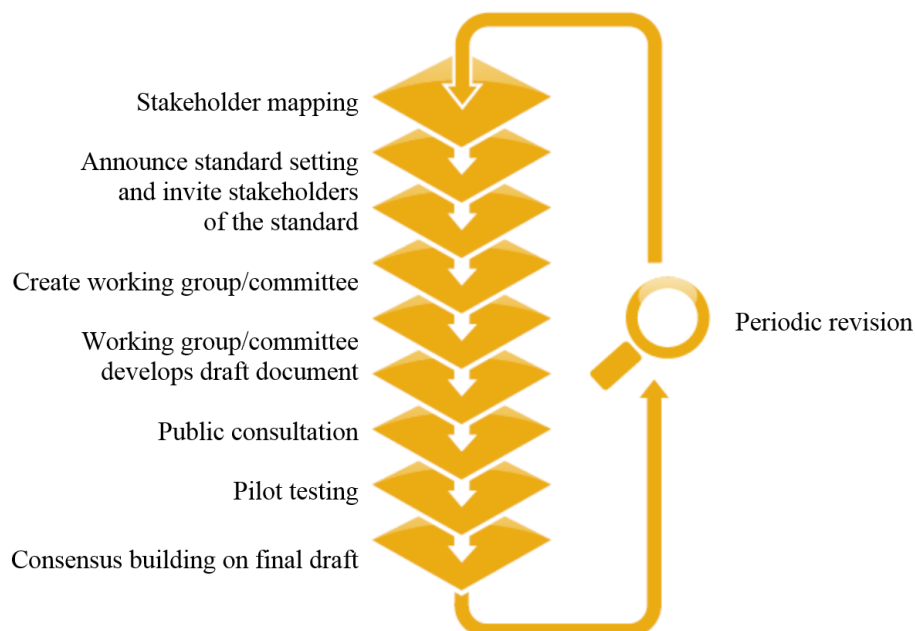 Stakeholder mapping
Announce standard setting
and invite stakeholders
of the standard
Create working group/committee
Working group/committee
develops draft document
Public consultation
Pilot testing
Consensus building on final draft
Periodic revision